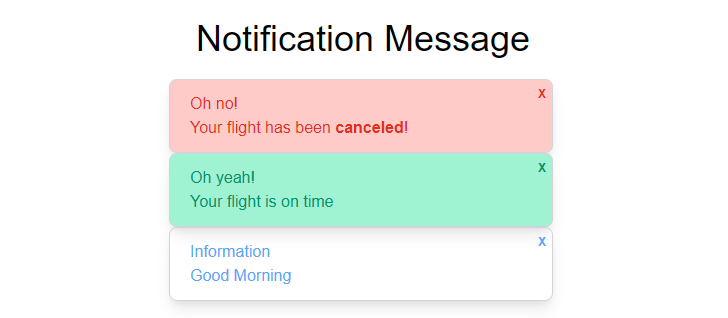 Notification Message
x
Oh no!
Your flight has been canceled!
x
Oh yeah!
Your flight is on time
x
Information
Good Morning